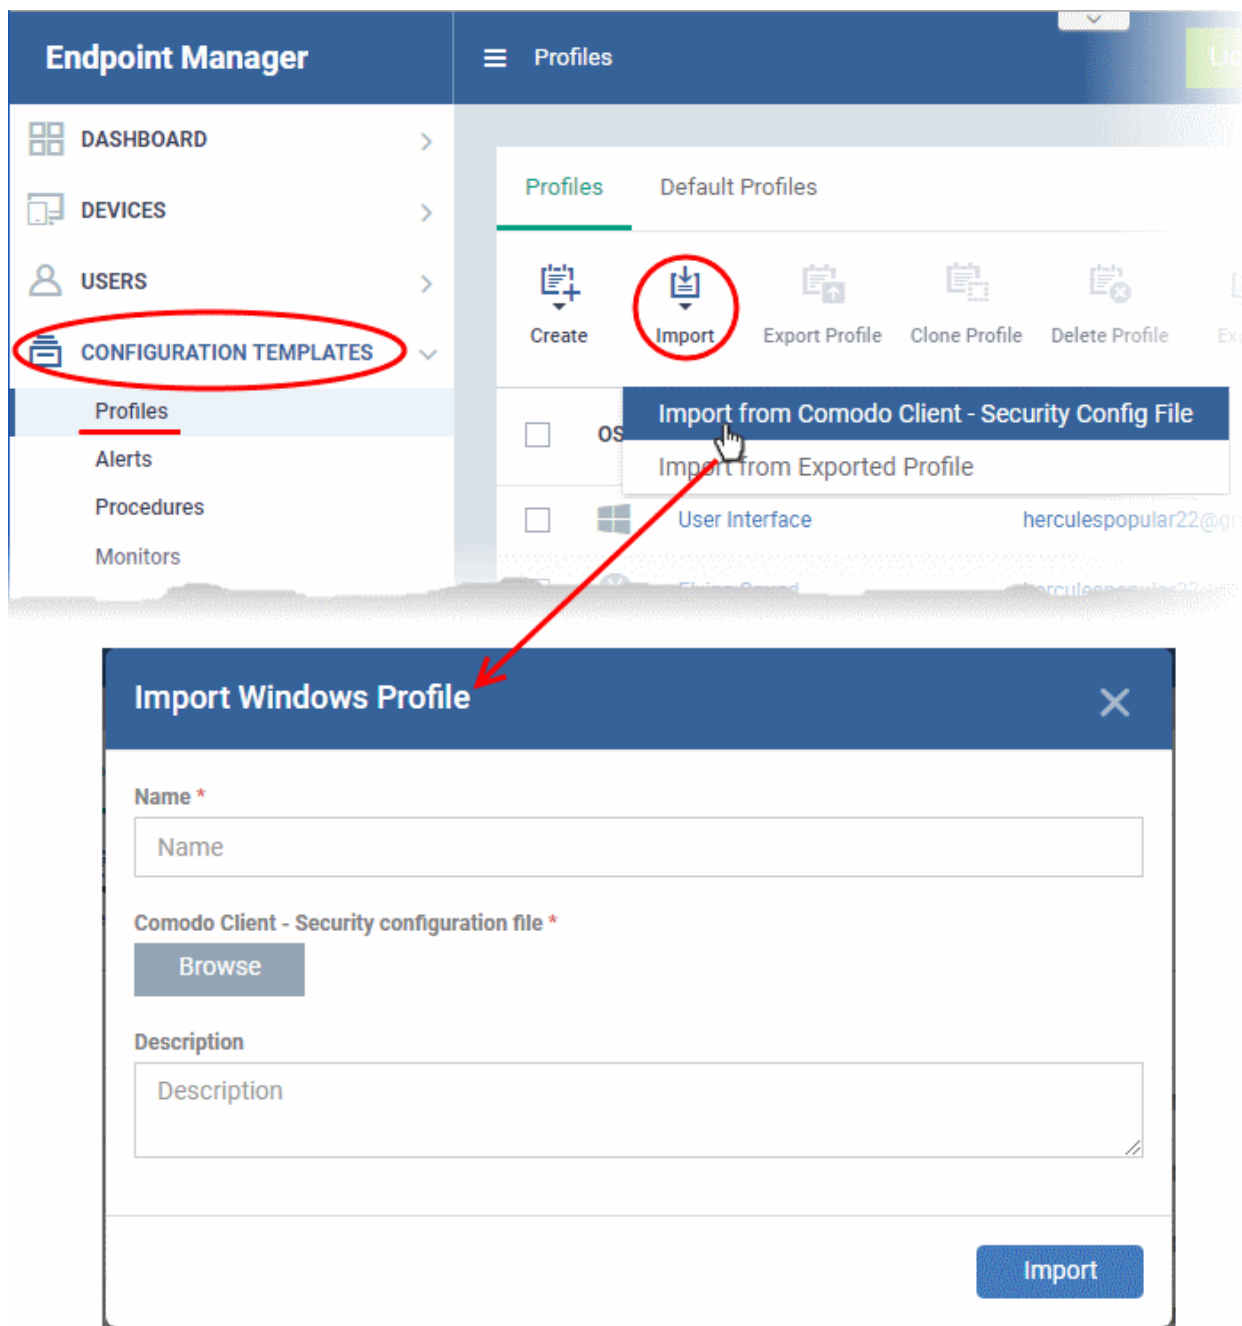 Endpoint Manager
Profiles
DASHBOARD
DEVICES
USERS
CONFIGURATION TEMPLATES
Profiles
Alerts
Procedures
Monitors
Profiles Default Profiles
Create Import Export Profile Clone Profile Delete Profile
OS
Import from Comodo Client - Security Config File
Import from Exported Profile
User Interface herculespopular22@
Import Windows Profile
Name *
Name
Comodo Client - Security configuration file *
Browse
Description
Description
Import